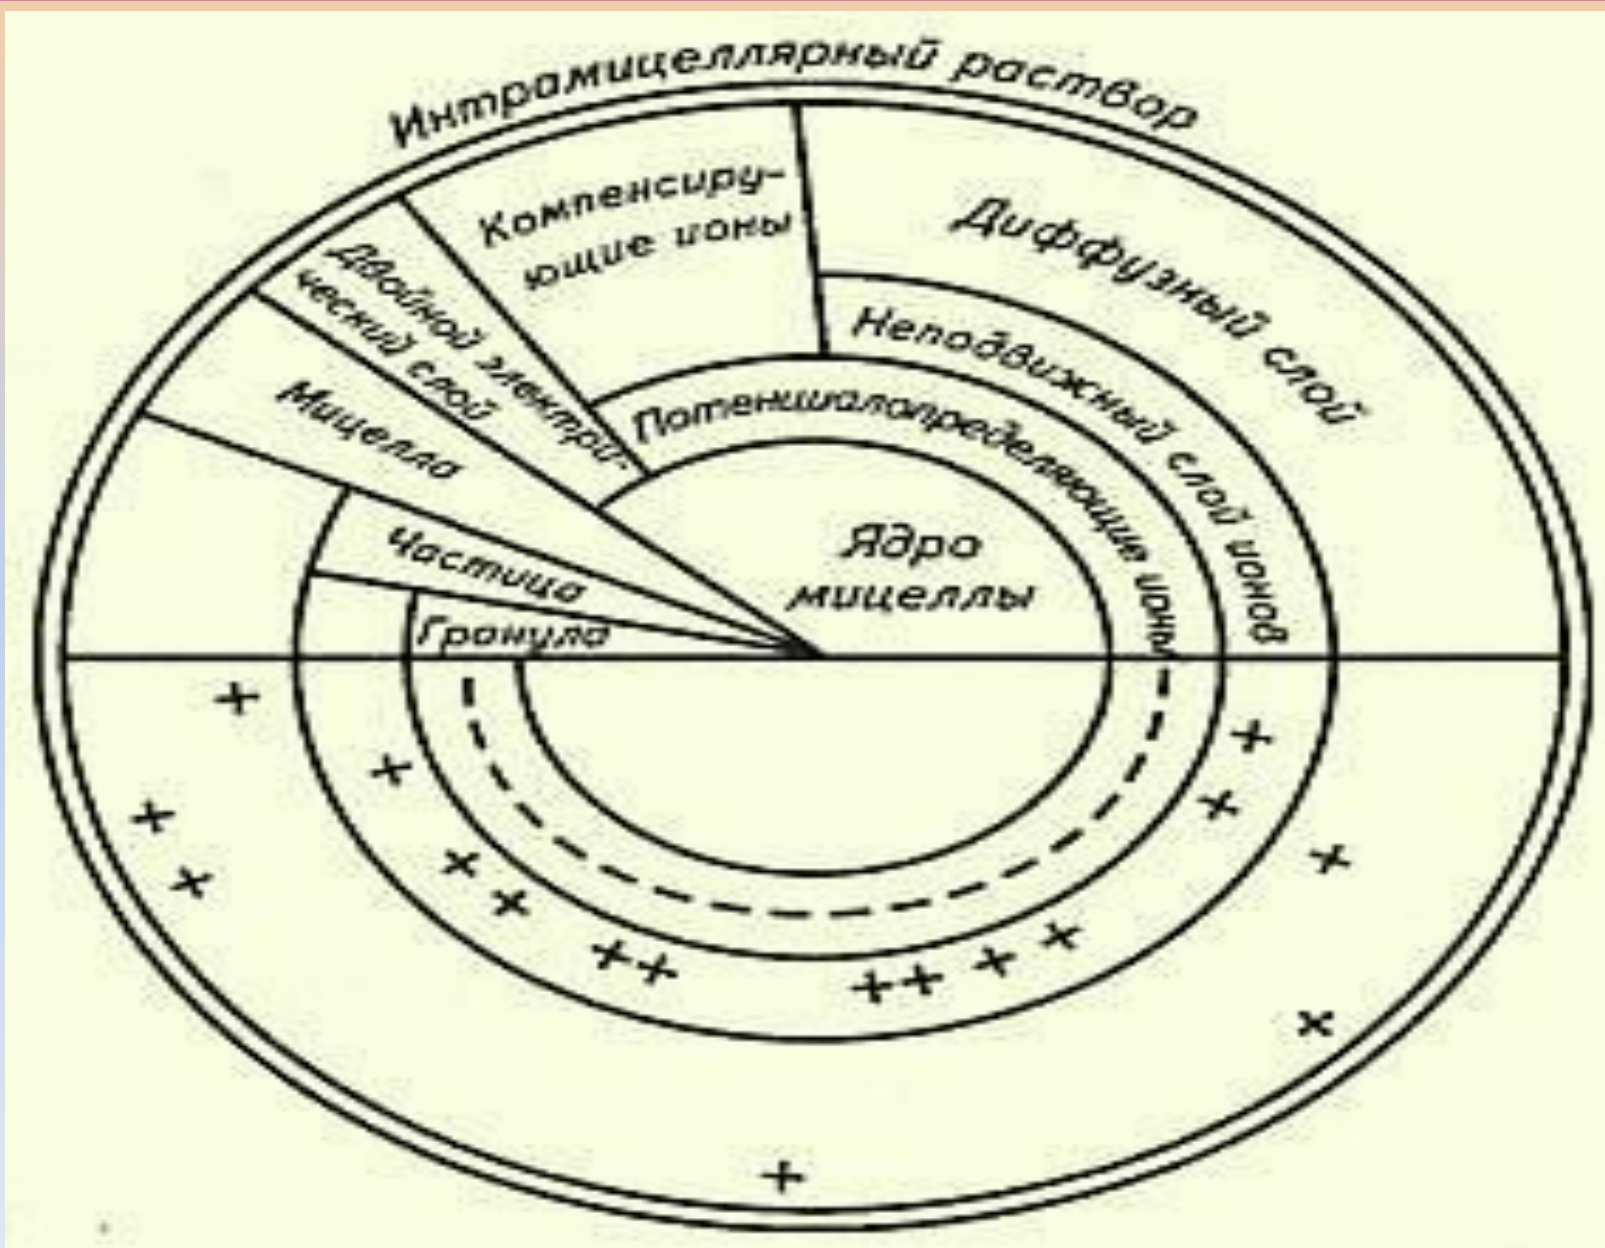 Интрамицеллярный раствор
Компенсиру-
ющие ионы
Диффузный слой
Двойной электри-
ческий слой
Неподвижный слой ионов
Потенциалопределяющие ионы
Мицелла
Частица
Гранула
Ядро
мицеллы
+ +
+ +
+ +
+ + +
+ +
+ + + + + +
+
+